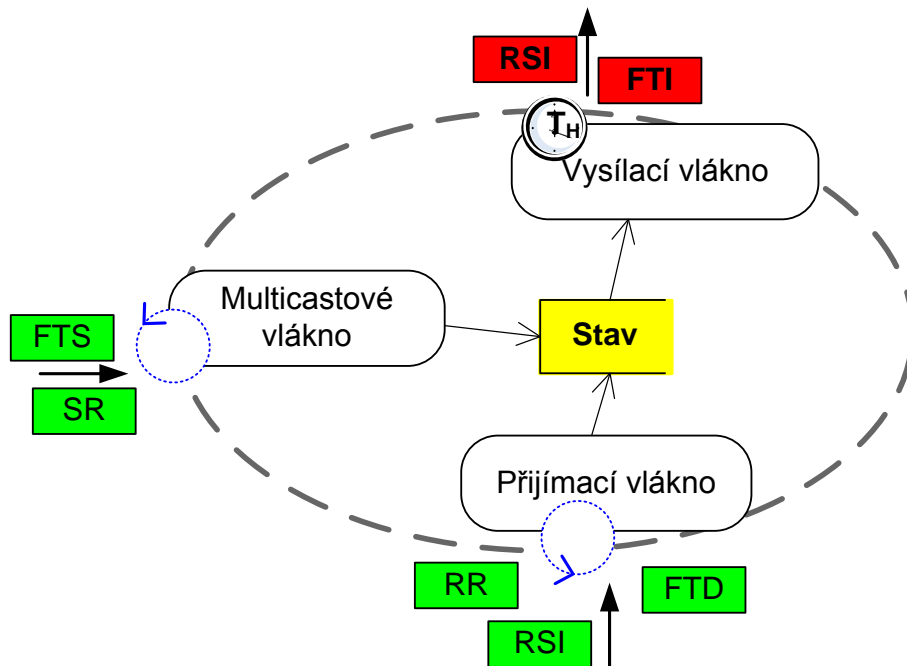 RSI
FTI
TH
Vysílací vlákno
Multicastové
vlákno
FTS
SR
Stav
Přijímací vlákno
RR
FTD
RSI